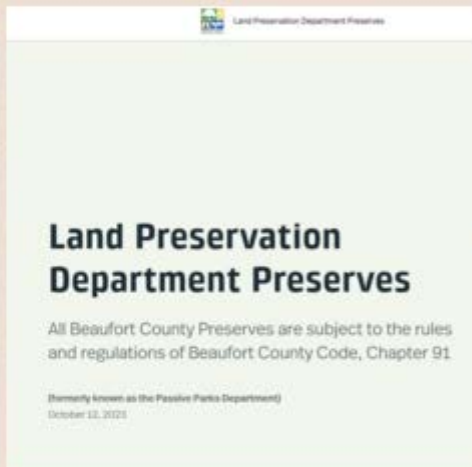 Land Preservation Department Preserves
Land Preservation
Department Preserves
All Beaufort County Preserves are subject to the rules
and regulations of Beaufort County Code, Chapter 91
(formerly known as the Passive Parks Department)
October 12, 2023